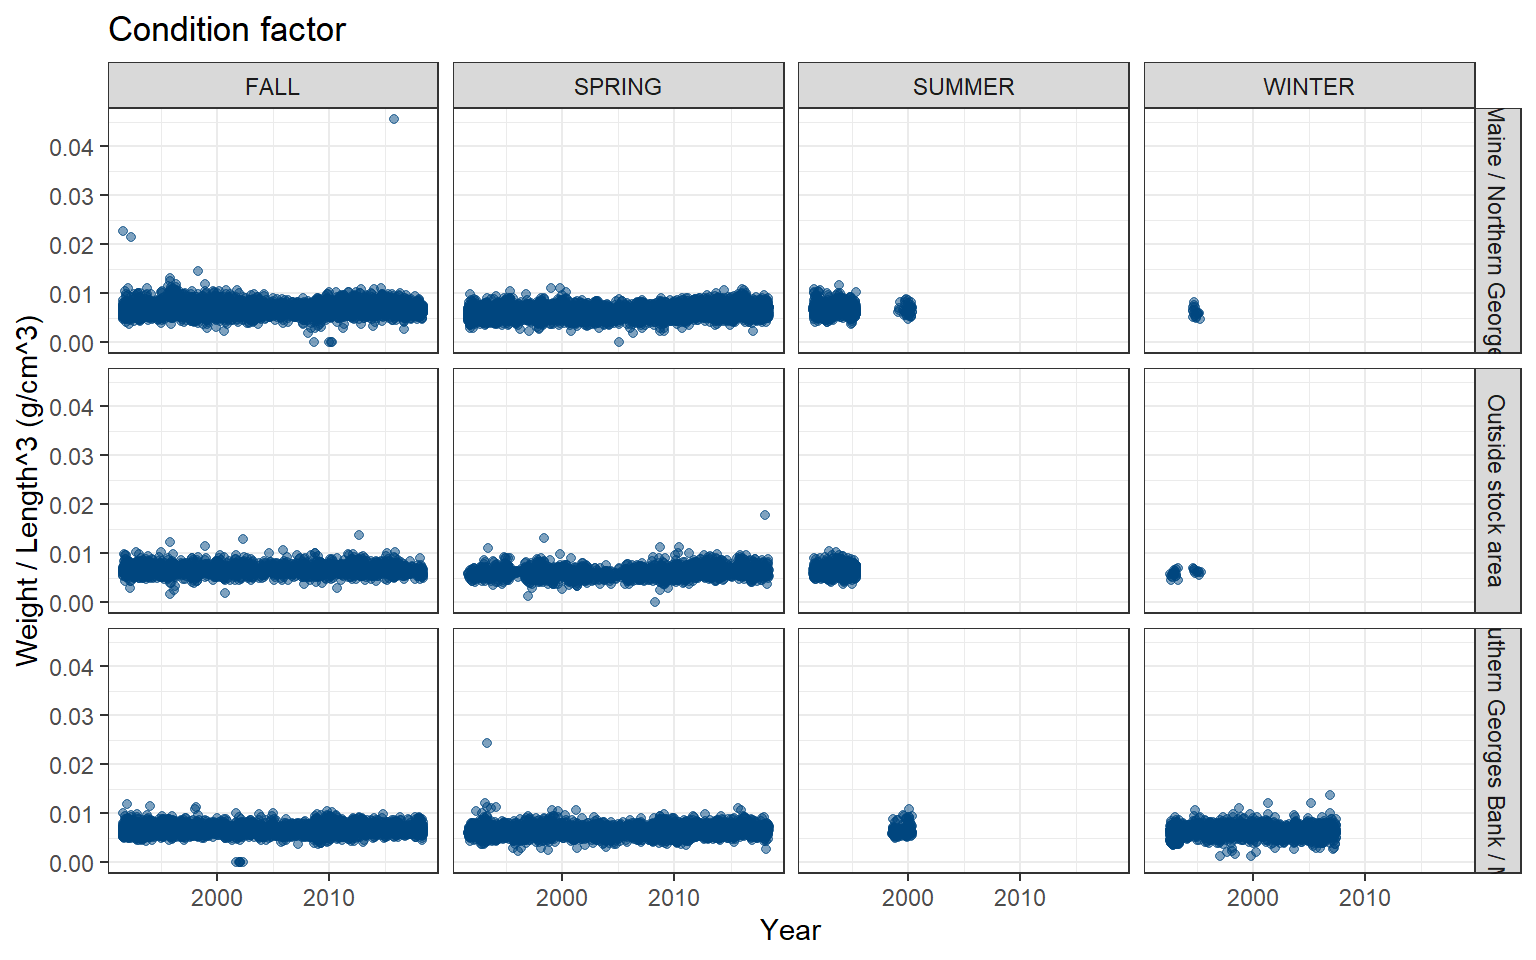 Condition factor
FALL SPRING SUMMER WINTER
Weight / Length^3 (g/cm^3)
0.04
0.03
0.02
0.01
0.00
Maine / Northern George
0.04
0.03
0.02
0.01
0.00
Outside stock area
0.04
0.03
0.02
0.01
0.00
uthern Georges Bank /
2000 2010 2000 2010 2000 2010 2000 2010
Year